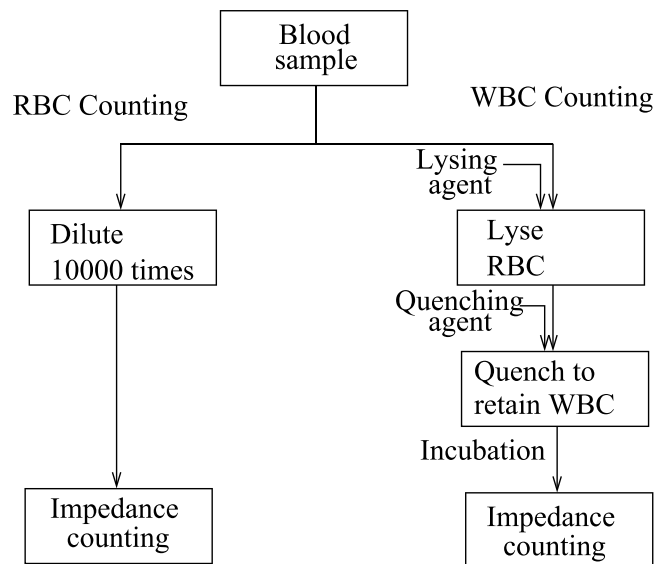 Blood
sample
RBC Counting
WBC Counting
Lysing
agent
Dilute
10000 times
Lyse
RBC
Quenching
agent
Quench to
retain WBC
Incubation
Impedance
counting
Impedance
counting